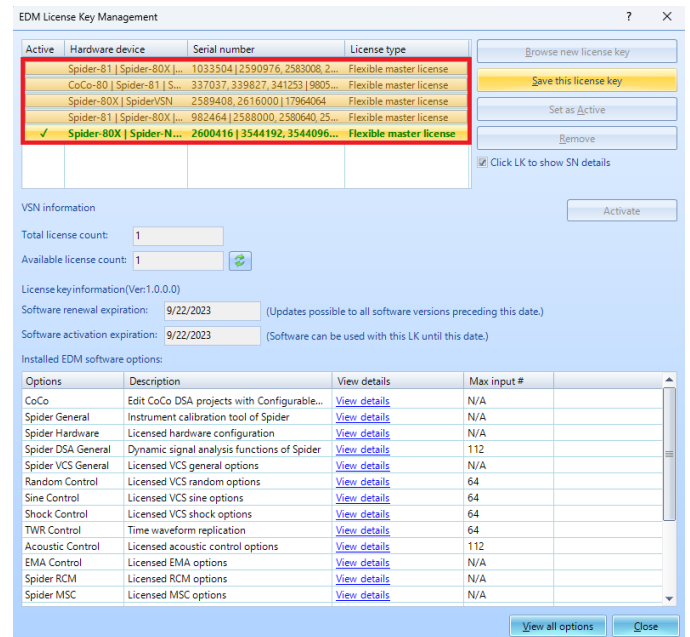 EDM License Key Management ? ×
Active Hardware device Serial number License type
Spider-81 | Spider-80X |... 1033504 | 2590976, 2583008, 2... Flexible master license
CoCo-80 | Spider-81 | S... 337037, 339827, 341253 | 9805... Flexible master license
Spider-80X | SpiderVSN 2589408, 2616000 | 17964064 Flexible master license
Spider-81 | Spider-80X |... 982464 | 2588000, 2580640, 25... Flexible master license
✓ Spider-80X | Spider-N... 2600416 | 3544192, 3544096... Flexible master license
Browse new license key
Save this license key
Set as Active
Remove
Click LK to show SN details
VSN information
Activate
Total license count: 1
Available license count: 1
License key information(Ver:1.0.0.0)
Software renewal expiration: 9/22/2023 (Updates possible to all software versions preceding this date.)
Software activation expiration: 9/22/2023 (Software can be used with this LK until this date.)
Installed EDM software options:
Options Description View details Max input #
CoCo Edit CoCo DSA projects with Configurable... View details N/A
Spider General Instrument calibration tool of Spider View details N/A
Spider Hardware Licensed hardware configuration View details N/A
Spider DSA General Dynamic signal analysis functions of Spider View details 112
Spider VCS General Licensed VCS general options View details N/A
Random Control Licensed VCS random options View details 64
Sine Control Licensed VCS sine options View details 64
Shock Control Licensed VCS shock options View details 64
TWR Control Time waveform replication View details 64
Acoustic Control Licensed acoustic control options View details 112
EMA Control Licensed EMA options View details N/A
Spider RCM Licensed RCM options View details N/A
Spider MSC Licensed MSC options View details N/A
View all options Close